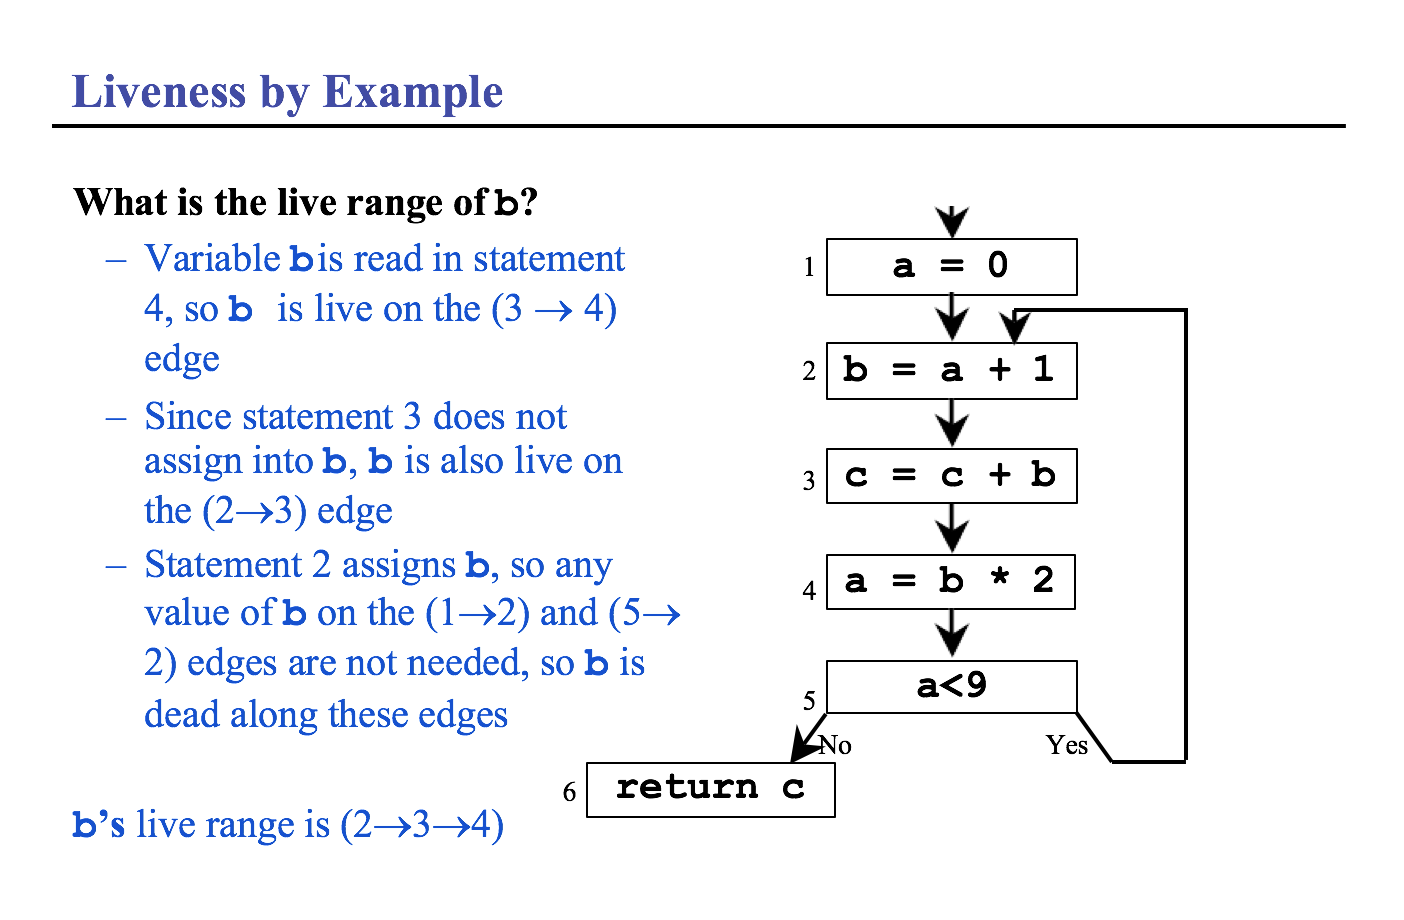 Liveness by Example
What is the live range of b?
– Variable b is read in statement
4, so b is live on the (3 → 4)
edge
– Since statement 3 does not
assign into b, b is also live on
the (2→3) edge
– Statement 2 assigns b, so any
value of b on the (1→2) and (5→
2) edges are not needed, so b is
dead along these edges
b's live range is (2→3→4)
1 a = 0
2 b = a + 1
3 c = c + b
4 a = b * 2
5 a<9
No Yes
6 return c